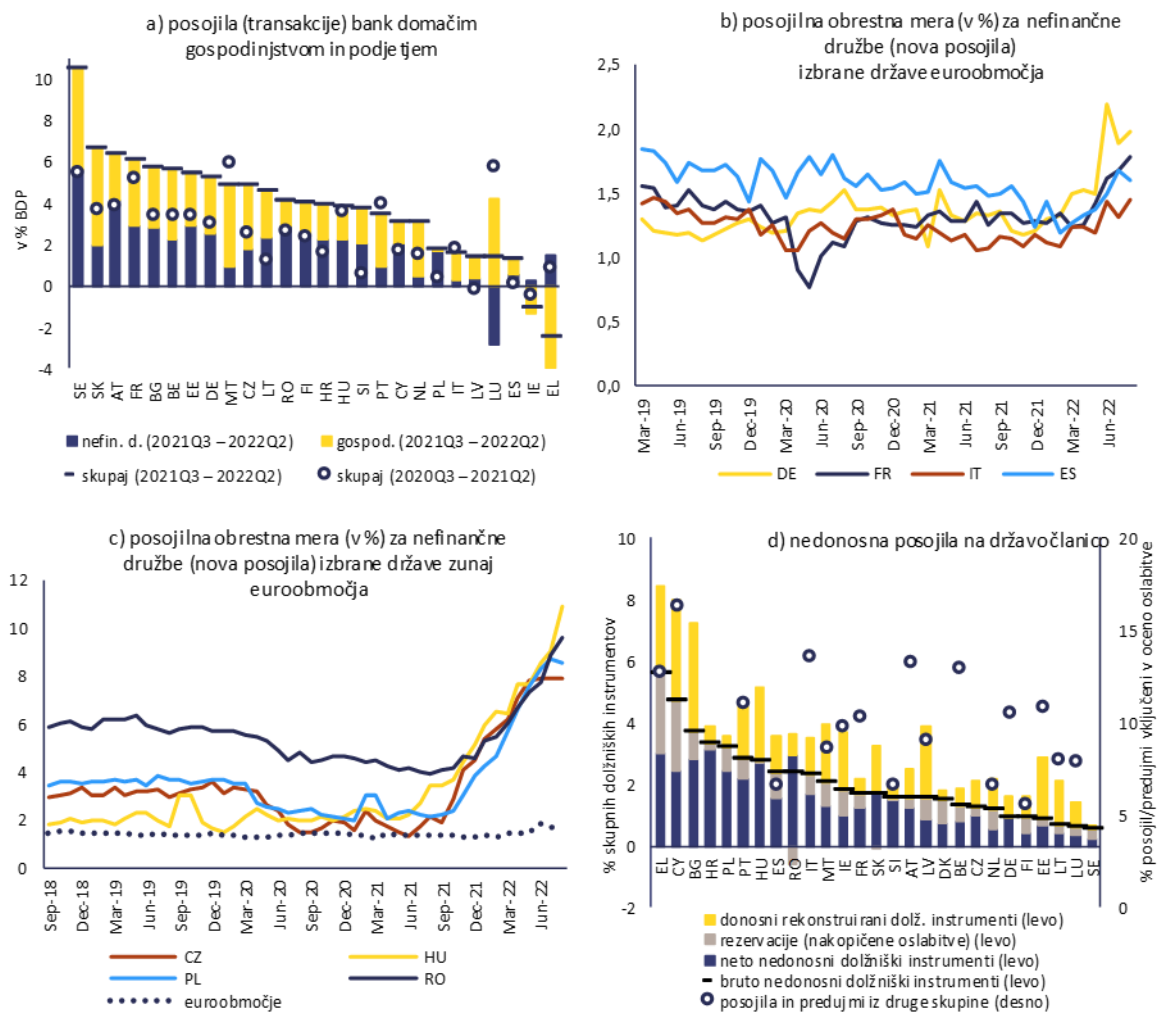 a) posojila (transakcije) bank domačim
gospodinjstvom in podjetjem
v % BDP
10
8
6
4
2
0
-2
-4
SE SK AT FR BG BE EE DE MT CZ LT RO FI HR HU SI PT CY NL PL IT LV LU ES IE EL
nefin. d. (2021Q3 – 2022Q2) gospod. (2021Q3 – 2022Q2)
skupaj (2021Q3 – 2022Q2) skupaj (2020Q3 – 2021Q2)
b) posojilna obrestna mera (v %) za nefinančne
družbe (nova posojila)
izbrane države euroobmočja
2,5
2,0
1,5
1,0
0,5
0,0
Mar-19 Jun-19 Sep-19 Dec-19 Mar-20 Jun-20 Sep-20 Dec-20 Mar-21 Jun-21 Sep-21 Dec-21 Mar-22 Jun-22
DE FR IT ES
c) posojilna obrestna mera (v %) za nefinančne
družbe (nova posojila) izbrane države zunaj
euroobmočja
12
10
8
6
4
2
0
Sep-18 Dec-18 Mar-19 Jun-19 Sep-19 Dec-19 Mar-20 Jun-20 Sep-20 Dec-20 Mar-21 Jun-21 Sep-21 Dec-21 Mar-22 Jun-22
CZ HU
PL RO
euroobmočje
d) nedonosna posojila na državo članico
% skupnih dolžniških instrumentov
10
8
6
4
2
0
-2
EL CY BG HR PL PT HU ES RO IT MT IE FR SK SI AT LV DK BE CZ NL DE FI EE LT LU SE
20
15
10
5
0
% posojil/predujmi vključeni v oceno oslabitve
donosni rekonstruirani dolž. instrumenti (levo)
rezervacije (nakopičene oslabitve) (levo)
neto nedonosni dolžniški instrumenti (levo)
bruto nedonosni dolžniški instrumenti (levo)
posojila in predujmi iz druge skupine (desno)